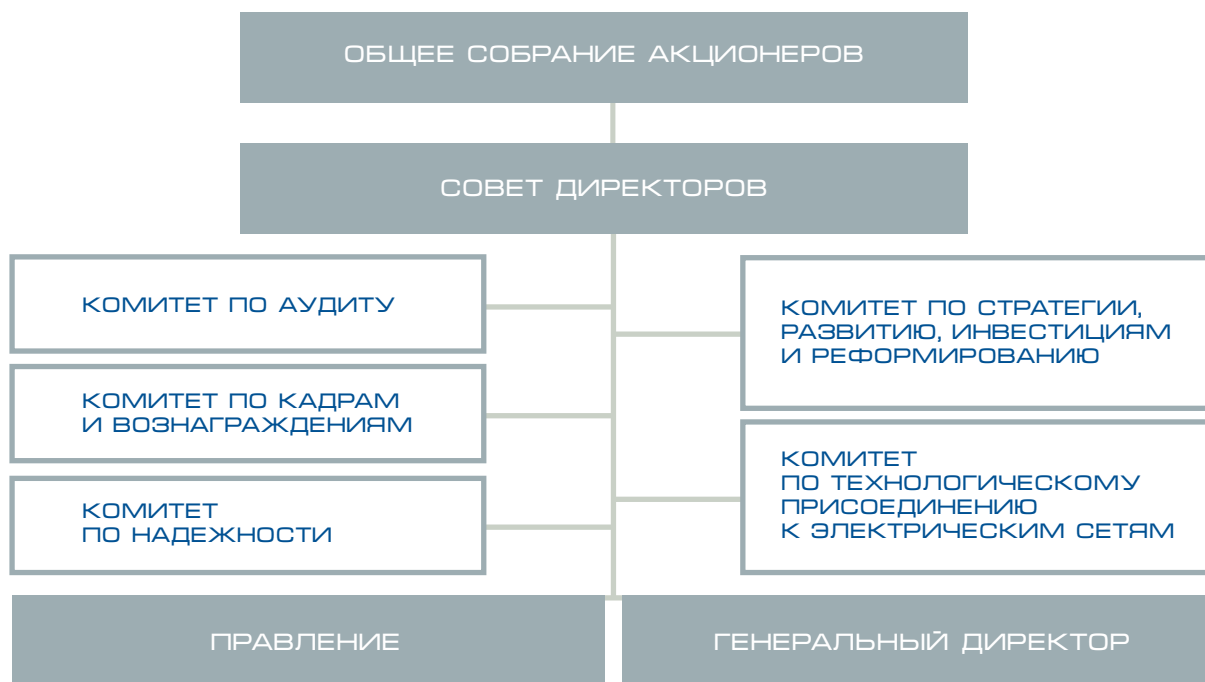 ОБЩЕЕ СОБРАНИЕ АКЦИОНЕРОВ
СОВЕТ ДИРЕКТОРОВ
КОМИТЕТ ПО АУДИТУ
КОМИТЕТ ПО КАДРАМ
И ВОЗНАГРАЖДЕНИЯМ
КОМИТЕТ
ПО НАДЕЖНОСТИ
КОМИТЕТ ПО СТРАТЕГИИ,
РАЗВИТИЮ, ИНВЕСТИЦИЯМ
И РЕФОРМИРОВАНИЮ
КОМИТЕТ
ПО ТЕХНОЛОГИЧЕСКОМУ
ПРИСОЕДИНЕНИЮ
К ЭЛЕКТРИЧЕСКИМ СЕТЯМ
ПРАВЛЕНИЕ
ГЕНЕРАЛЬНЫЙ ДИРЕКТОР